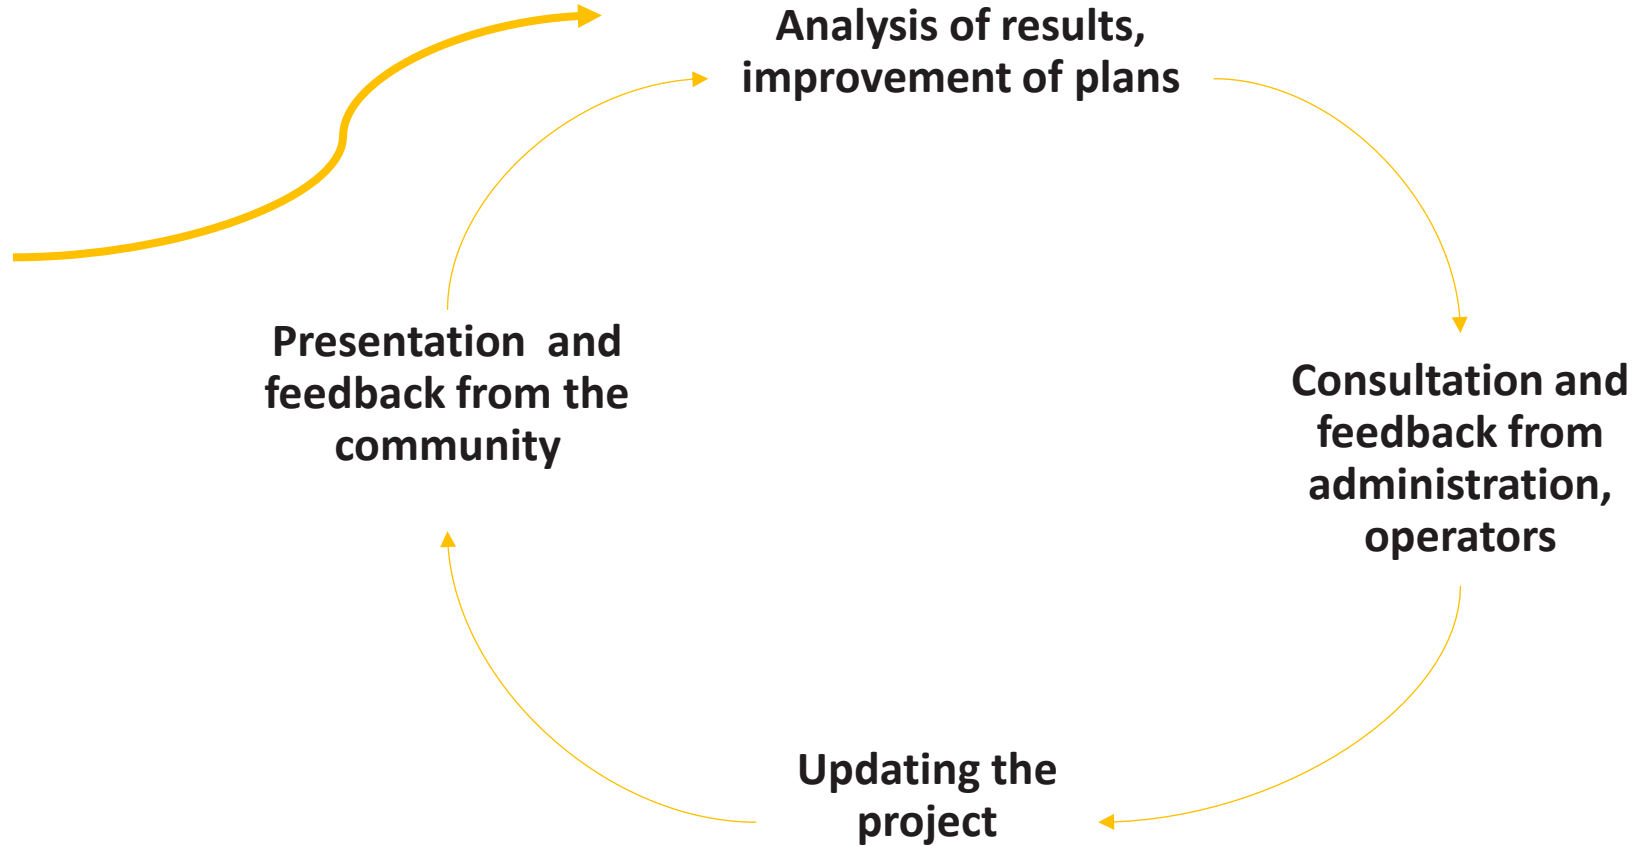 Analysis of results,
improvement of plans
Presentation  and
feedback from the
community
Consultation and
feedback from
administration,
operators
Updating the
project